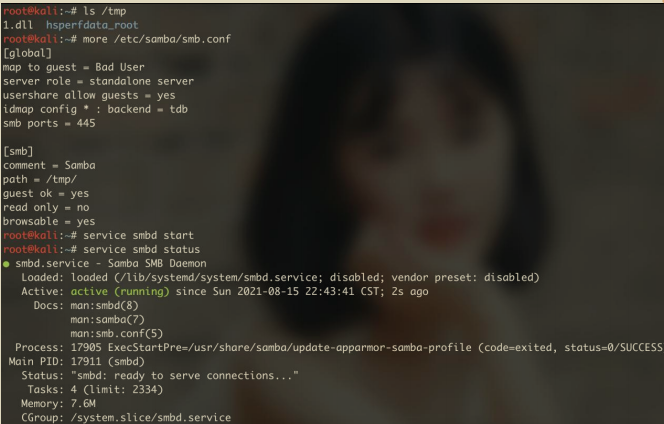 root@kali:~# ls /tmp
1.dll  hsperfdata_root
root@kali:~# more /etc/samba/smb.conf
[global]
map to guest = Bad User
server role = standalone server
usershare allow guests = yes
idmap config * : backend = tdb
smb ports = 445
[smb]
comment = Samba
path = /tmp/
guest ok = yes
read only = no
browsable = yes
root@kali:~# service smbd start
root@kali:~# service smbd status
● smbd.service - Samba SMB Daemon
Loaded: loaded (/lib/systemd/system/smbd.service; disabled; vendor preset: disabled)
Active: active (running) since Sun 2021-08-15 22:43:41 CST; 2s ago
Docs: man:smbd(8)
man:samba(7)
man:smb.conf(5)
Process: 17905 ExecStartPre=/usr/share/samba/update-apparmor-samba-profile (code=exited, status=0/SUCCESS
Main PID: 17911 (smbd)
Status: "smbd: ready to serve connections..."
Tasks: 4 (limit: 2334)
Memory: 7.6M
CGroup: /system.slice/smbd.service